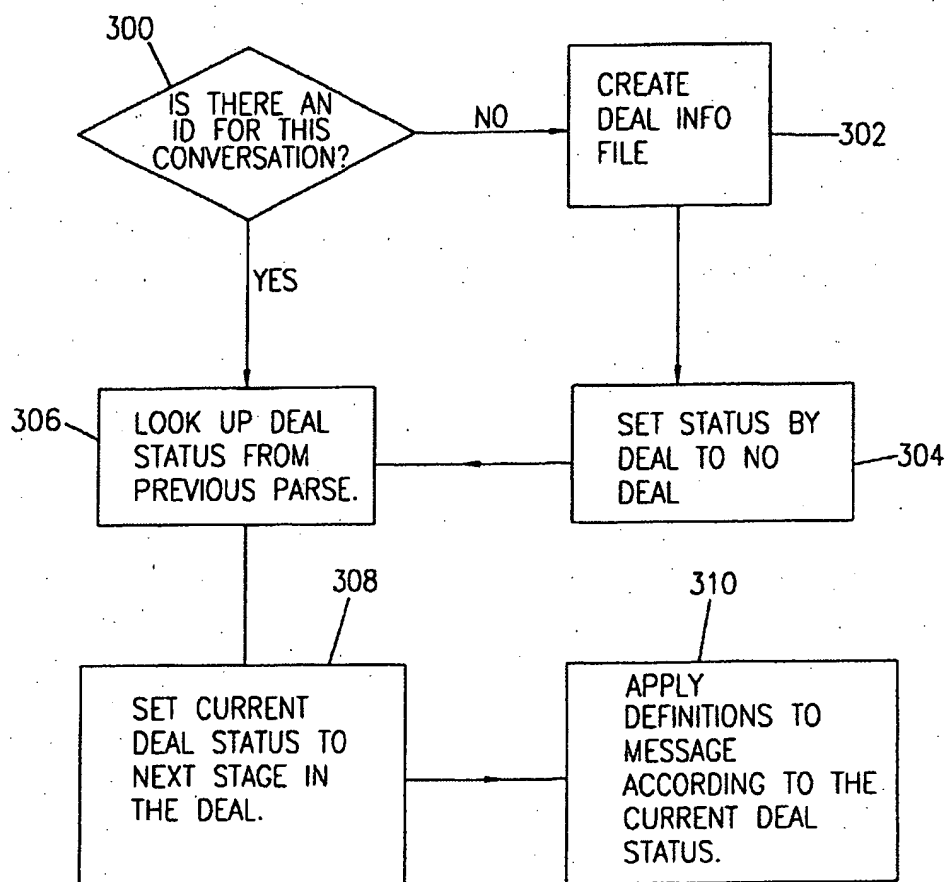 300
IS THERE AN
ID FOR THIS
CONVERSATION?
NO
CREATE
DEAL INFO
FILE
302
YES
306
LOOK UP DEAL
STATUS FROM
PREVIOUS PARSE.
SET STATUS BY
DEAL TO NO
DEAL
304
308
SET CURRENT
DEAL STATUS TO
NEXT STAGE IN
THE DEAL.
310
APPLY
DEFINITIONS TO
MESSAGE
ACCORDING TO THE
CURRENT DEAL
STATUS.